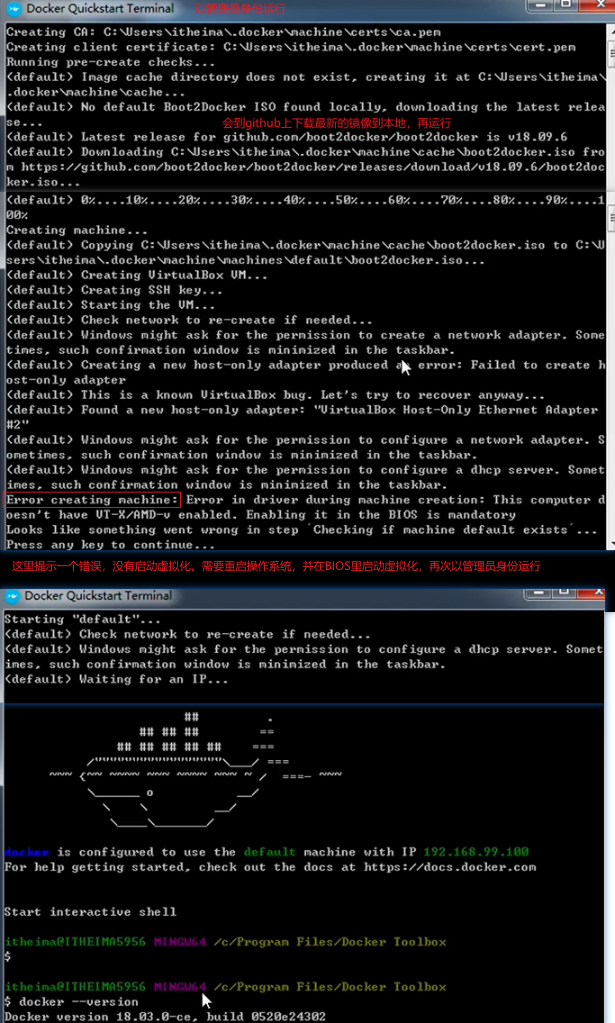 Docker Quickstart Terminal 以管理员身份运行
Creating CA: C:\Users\itheima\.docker\machine\certs\ca.pem
Creating client certificate: C:\Users\itheima\.docker\machine\certs\cert.pem
Running pre-create checks...
(default) Image cache directory does not exist, creating it at C:\Users\itheima\
.docker\machine\cache...
(default) No default Boot2Docker ISO found locally, downloading the latest relea
se...
会到github上下载最新的镜像到本地，再运行
(default) Latest release for github.com/boot2docker/boot2docker is v18.09.6
(default) Downloading C:\Users\itheima\.docker\machine\cache\boot2docker.iso fro
m https://github.com/boot2docker/boot2docker/releases/download/v18.09.6/boot2doc
ker.iso...
(default) 0%....10%....20%....30%....40%....50%....60%....70%....80%....90%....1
00%
Creating machine...
(default) Copying C:\Users\itheima\.docker\machine\cache\boot2docker.iso to C:\U
sers\itheima\.docker\machine\machines\default\boot2docker.iso...
(default) Creating VirtualBox VM...
(default) Creating SSH key...
(default) Starting the VM...
(default) Check network to re-create if needed...
(default) Windows might ask for the permission to create a network adapter. Some
times, such confirmation window is minimized in the taskbar.
(default) Creating a new host-only adapter produced an error: Failed to create h
ost-only adapter
(default) This is a known VirtualBox bug. Let's try to recover anyway...
(default) Found a new host-only adapter: "VirtualBox Host-Only Ethernet Adapter
#2"
(default) Windows might ask for the permission to configure a network adapter. S
ometimes, such confirmation window is minimized in the taskbar.
(default) Windows might ask for the permission to configure a dhcp server. Somet
imes, such confirmation window is minimized in the taskbar.
Error creating machine: Error in driver during machine creation: This computer d
oesn't have VT-X/AMD-v enabled. Enabling it in the BIOS is mandatory
Looks like something went wrong in step ´Checking if machine default exists´...
Press any key to continue...
这里提示一个错误，没有启动虚拟化。需要重启操作系统，并在BIOS里启动虚拟化，再次以管理员身份运行
Docker Quickstart Terminal
Starting "default"...
(default) Check network to re-create if needed...
(default) Windows might ask for the permission to configure a dhcp server. Somet
imes, such confirmation window is minimized in the taskbar.
(default) Waiting for an IP...
docker is configured to use the default machine with IP 192.168.99.100
For help getting started, check out the docs at https://docs.docker.com
Start interactive shell
itheima@ITHEIMA5956 MINGW64 /c/Program Files/Docker Toolbox
$
itheima@ITHEIMA5956 MINGW64 /c/Program Files/Docker Toolbox
$ docker --version
Docker version 18.03.0-ce, build 0520e24302